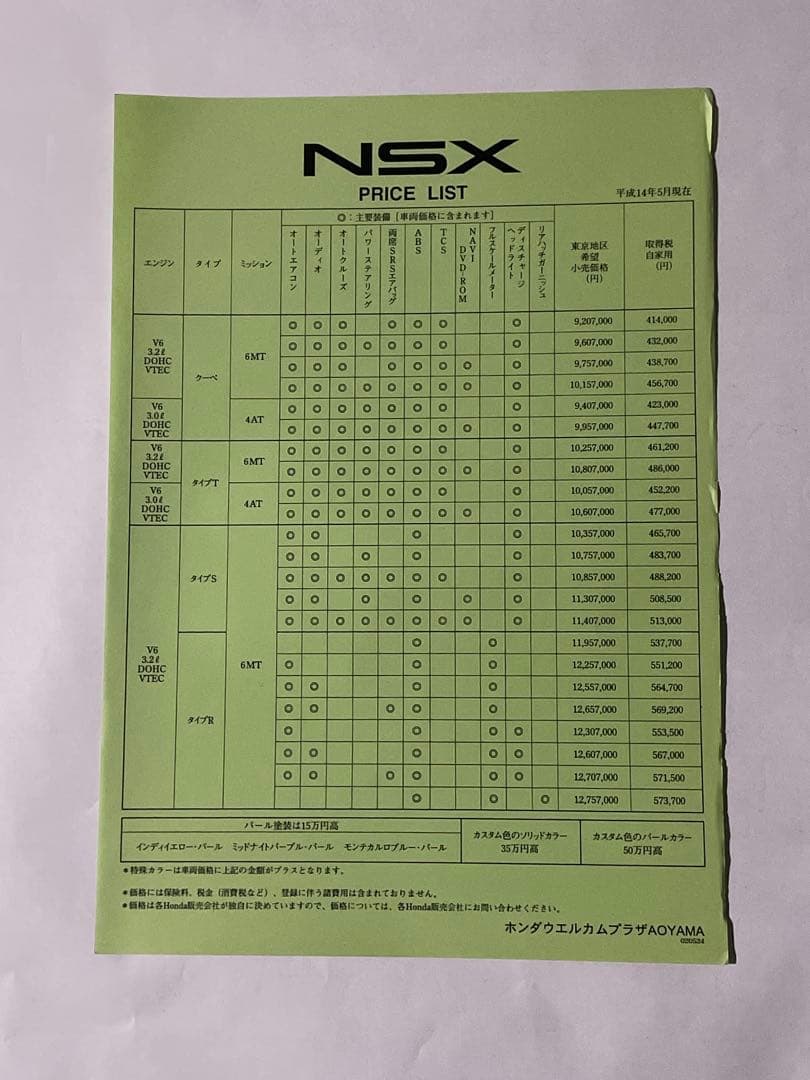 NSX
PRICE LIST
平成14年5月現在
エンジン タイプ ミッション ◎：主要装備［車両価格に含まれます］ 東京地区希望小売価格（円） 取得税自家用（円）
オートエアコン オーディオ オートクルーズ パワーステアリング 両席SRSエアバッグ ABS TCS NAVI DVD-ROM フルスケールメーター ディスチャージヘッドライト リアハッチガーニッシュ
V6 3.2ℓ DOHC VTEC クーペ 6MT ◎ ◎ ◎ ◎ ◎ ◎ ◎ 9,207,000 414,000
◎ ◎ ◎ ◎ ◎ ◎ ◎ ◎ 9,607,000 432,000
◎ ◎ ◎ ◎ ◎ ◎ ◎ ◎ 9,757,000 438,700
◎ ◎ ◎ ◎ ◎ ◎ ◎ ◎ ◎ 10,157,000 456,700
V6 3.0ℓ DOHC VTEC 4AT ◎ ◎ ◎ ◎ ◎ ◎ ◎ ◎ 9,407,000 423,000
◎ ◎ ◎ ◎ ◎ ◎ ◎ ◎ ◎ 9,957,000 447,700
V6 3.2ℓ DOHC VTEC タイプT 6MT ◎ ◎ ◎ ◎ ◎ ◎ ◎ ◎ 10,257,000 461,200
◎ ◎ ◎ ◎ ◎ ◎ ◎ ◎ ◎ 10,807,000 486,000
V6 3.0ℓ DOHC VTEC 4AT ◎ ◎ ◎ ◎ ◎ ◎ ◎ ◎ 10,057,000 452,200
◎ ◎ ◎ ◎ ◎ ◎ ◎ ◎ ◎ 10,607,000 477,000
V6 3.2ℓ DOHC VTEC タイプS 6MT ◎ ◎ ◎ ◎ 10,357,000 465,700
◎ ◎ ◎ ◎ ◎ 10,757,000 483,700
◎ ◎ ◎ ◎ ◎ ◎ ◎ ◎ 10,857,000 488,200
◎ ◎ ◎ ◎ ◎ ◎ 11,307,000 508,500
◎ ◎ ◎ ◎ ◎ ◎ ◎ ◎ ◎ 11,407,000 513,000
タイプR ◎ ◎ 11,957,000 537,700
◎ ◎ ◎ 12,257,000 551,200
◎ ◎ ◎ ◎ 12,557,000 564,700
◎ ◎ ◎ ◎ ◎ 12,657,000 569,200
◎ ◎ ◎ ◎ 12,307,000 553,500
◎ ◎ ◎ ◎ ◎ 12,607,000 567,000
◎ ◎ ◎ ◎ ◎ ◎ 12,707,000 571,500
◎ ◎ ◎ 12,757,000 573,700
パール塗装は15万円高
インディイエロー・パール ミッドナイトパープル・パール モンテカルロブルー・パール
カスタム色のソリッドカラー
35万円高
カスタム色のパールカラー
50万円高
＊特殊カラーは車両価格に上記の金額がプラスとなります。
＊価格には保険料、税金（消費税など）、登録に伴う諸費用は含まれておりません。
＊価格は各Honda販売会社が独自に決めていますので、価格については、各Honda販売会社にお問い合わせください。
ホンダウエルカムプラザAOYAMA
020524